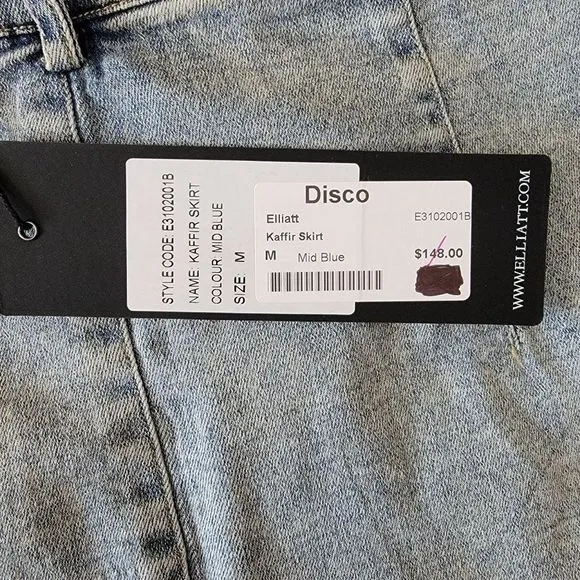 STYLE CODE: E3102001B
NAME: KAFFIR SKIRT
COLOUR: MID BLUE
SIZE: M
Disco
Elliatt
E3102001B
Kaffir Skirt
M Mid Blue
$148.00
WWW.ELLIATT.COM